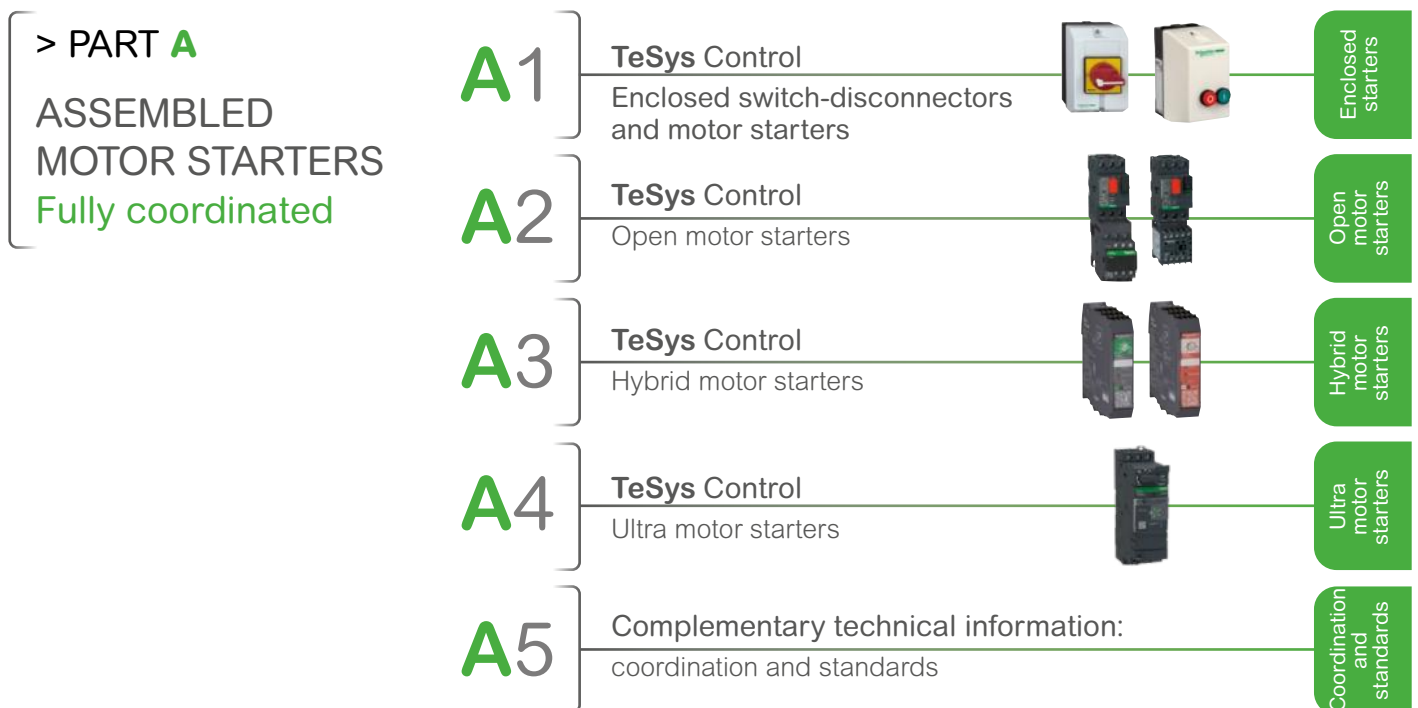 > PART A
ASSEMBLED
MOTOR STARTERS
Fully coordinated
A1
TeSys Control
Enclosed switch-disconnectors
and motor starters
Enclosed
starters
A2
TeSys Control
Open motor starters
Open
motor
starters
A3
TeSys Control
Hybrid motor starters
Hybrid
motor
starters
A4
TeSys Control
Ultra motor starters
Ultra
motor
starters
A5
Complementary technical information:
coordination and standards
Coordination
and
standards